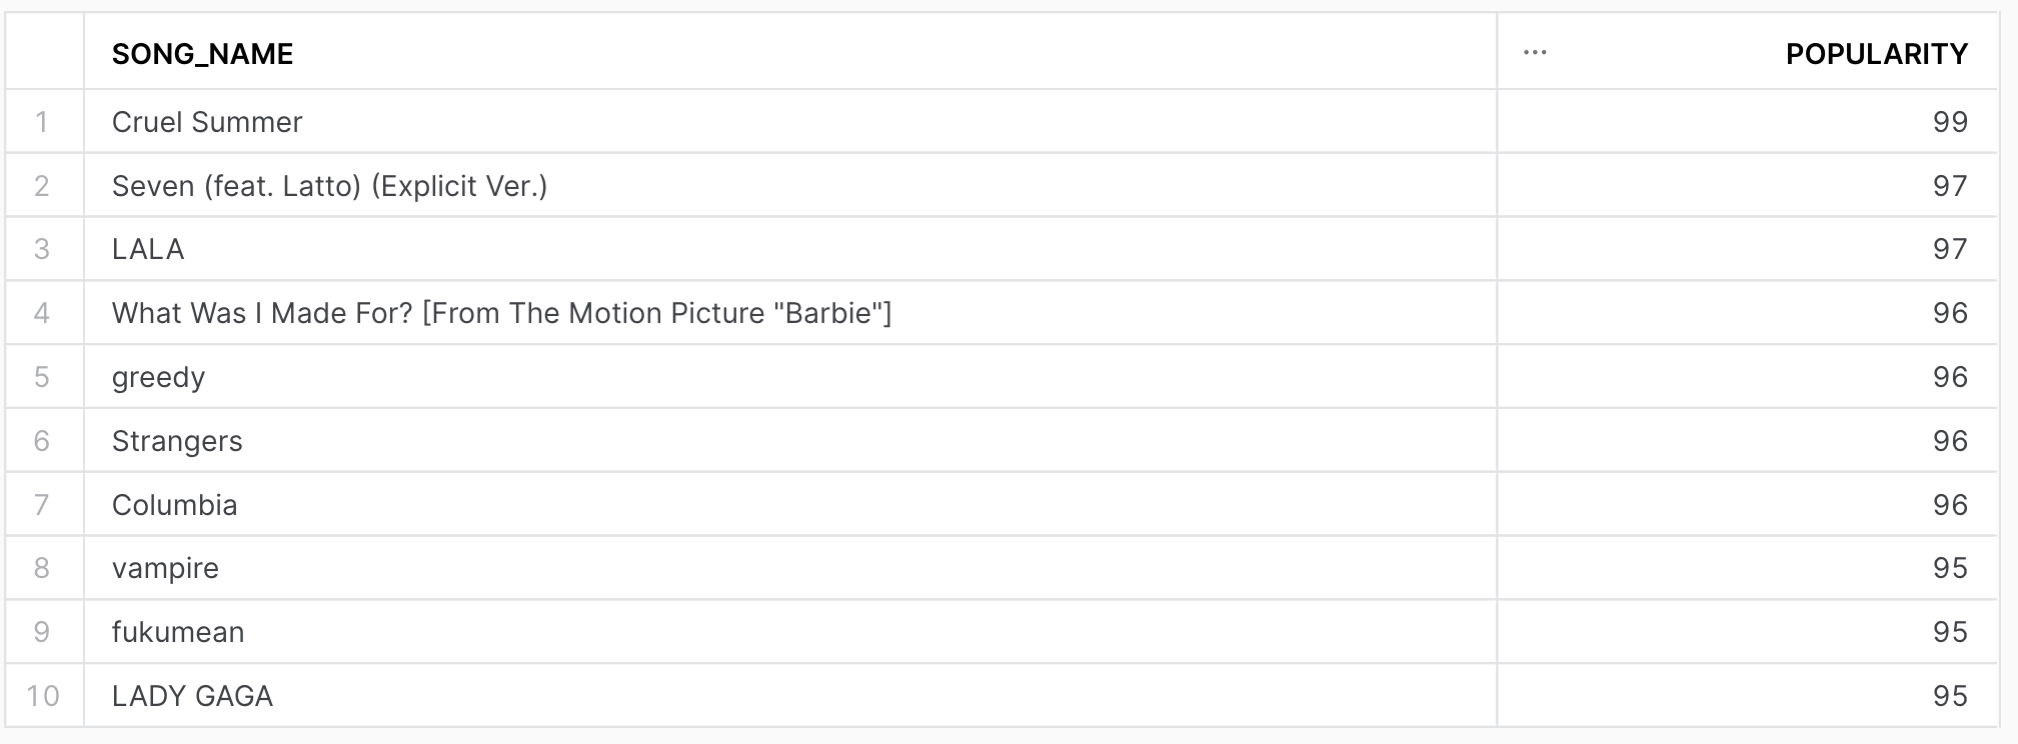 SONG_NAME ... POPULARITY
1 Cruel Summer 99
2 Seven (feat. Latto) (Explicit Ver.) 97
3 LALA 97
4 What Was I Made For? [From The Motion Picture "Barbie"] 96
5 greedy 96
6 Strangers 96
7 Columbia 96
8 vampire 95
9 fukumean 95
10 LADY GAGA 95